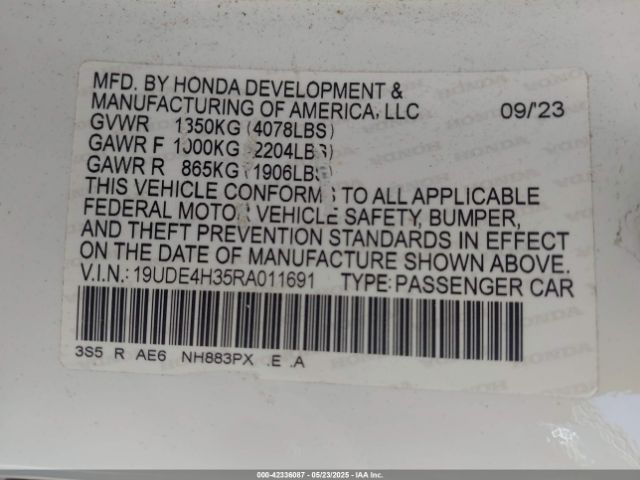 MFD. BY HONDA DEVELOPMENT &
MANUFACTURING OF AMERICA, LLC 09/'23
GVWR 1850KG (4078LBS)
GAWR F 1000KG (2204LBS)
GAWR R 865KG (1906LBS)
THIS VEHICLE CONFORMS TO ALL APPLICABLE
FEDERAL MOTOR VEHICLE SAFETY, BUMPER,
AND THEFT PREVENTION STANDARDS IN EFFECT
ON THE DATE OF MANUFACTURE SHOWN ABOVE.
V.I.N.: 19UDE4H35RA011691 TYPE: PASSENGER CAR
3S5 R AE6 NH883PX .E .A
000-42336087 - 05/23/2025 - IAA Inc.